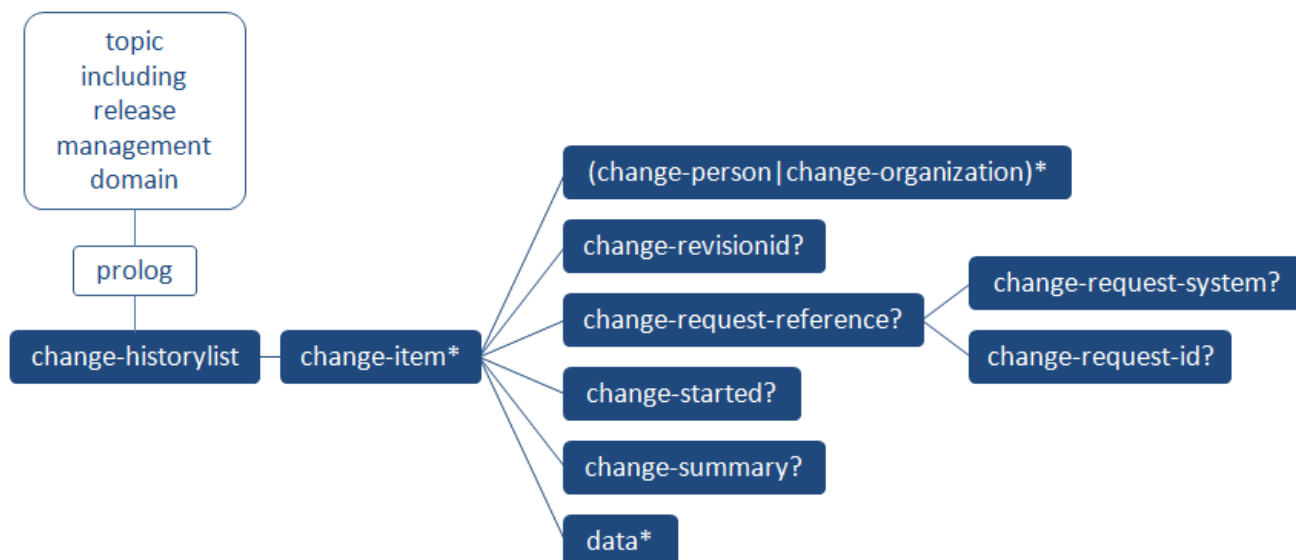 topic
including
release
management
domain
prolog
change-historylist
change-item*
(change-person|change-organization)*
change-revisionid?
change-request-reference?
change-request-system?
change-request-id?
change-started?
change-summary?
data*